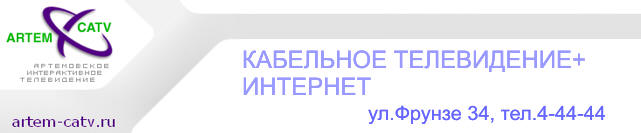 ARTEM CATV
АРТЕМОВСКОЕ
ИНТЕРАКТИВНОЕ
ТЕЛЕВИДЕНИЕ
artem-catv.ru
КАБЕЛЬНОЕ ТЕЛЕВИДЕНИЕ+
ИНТЕРНЕТ
ул.Фрунзе 34, тел.4-44-44